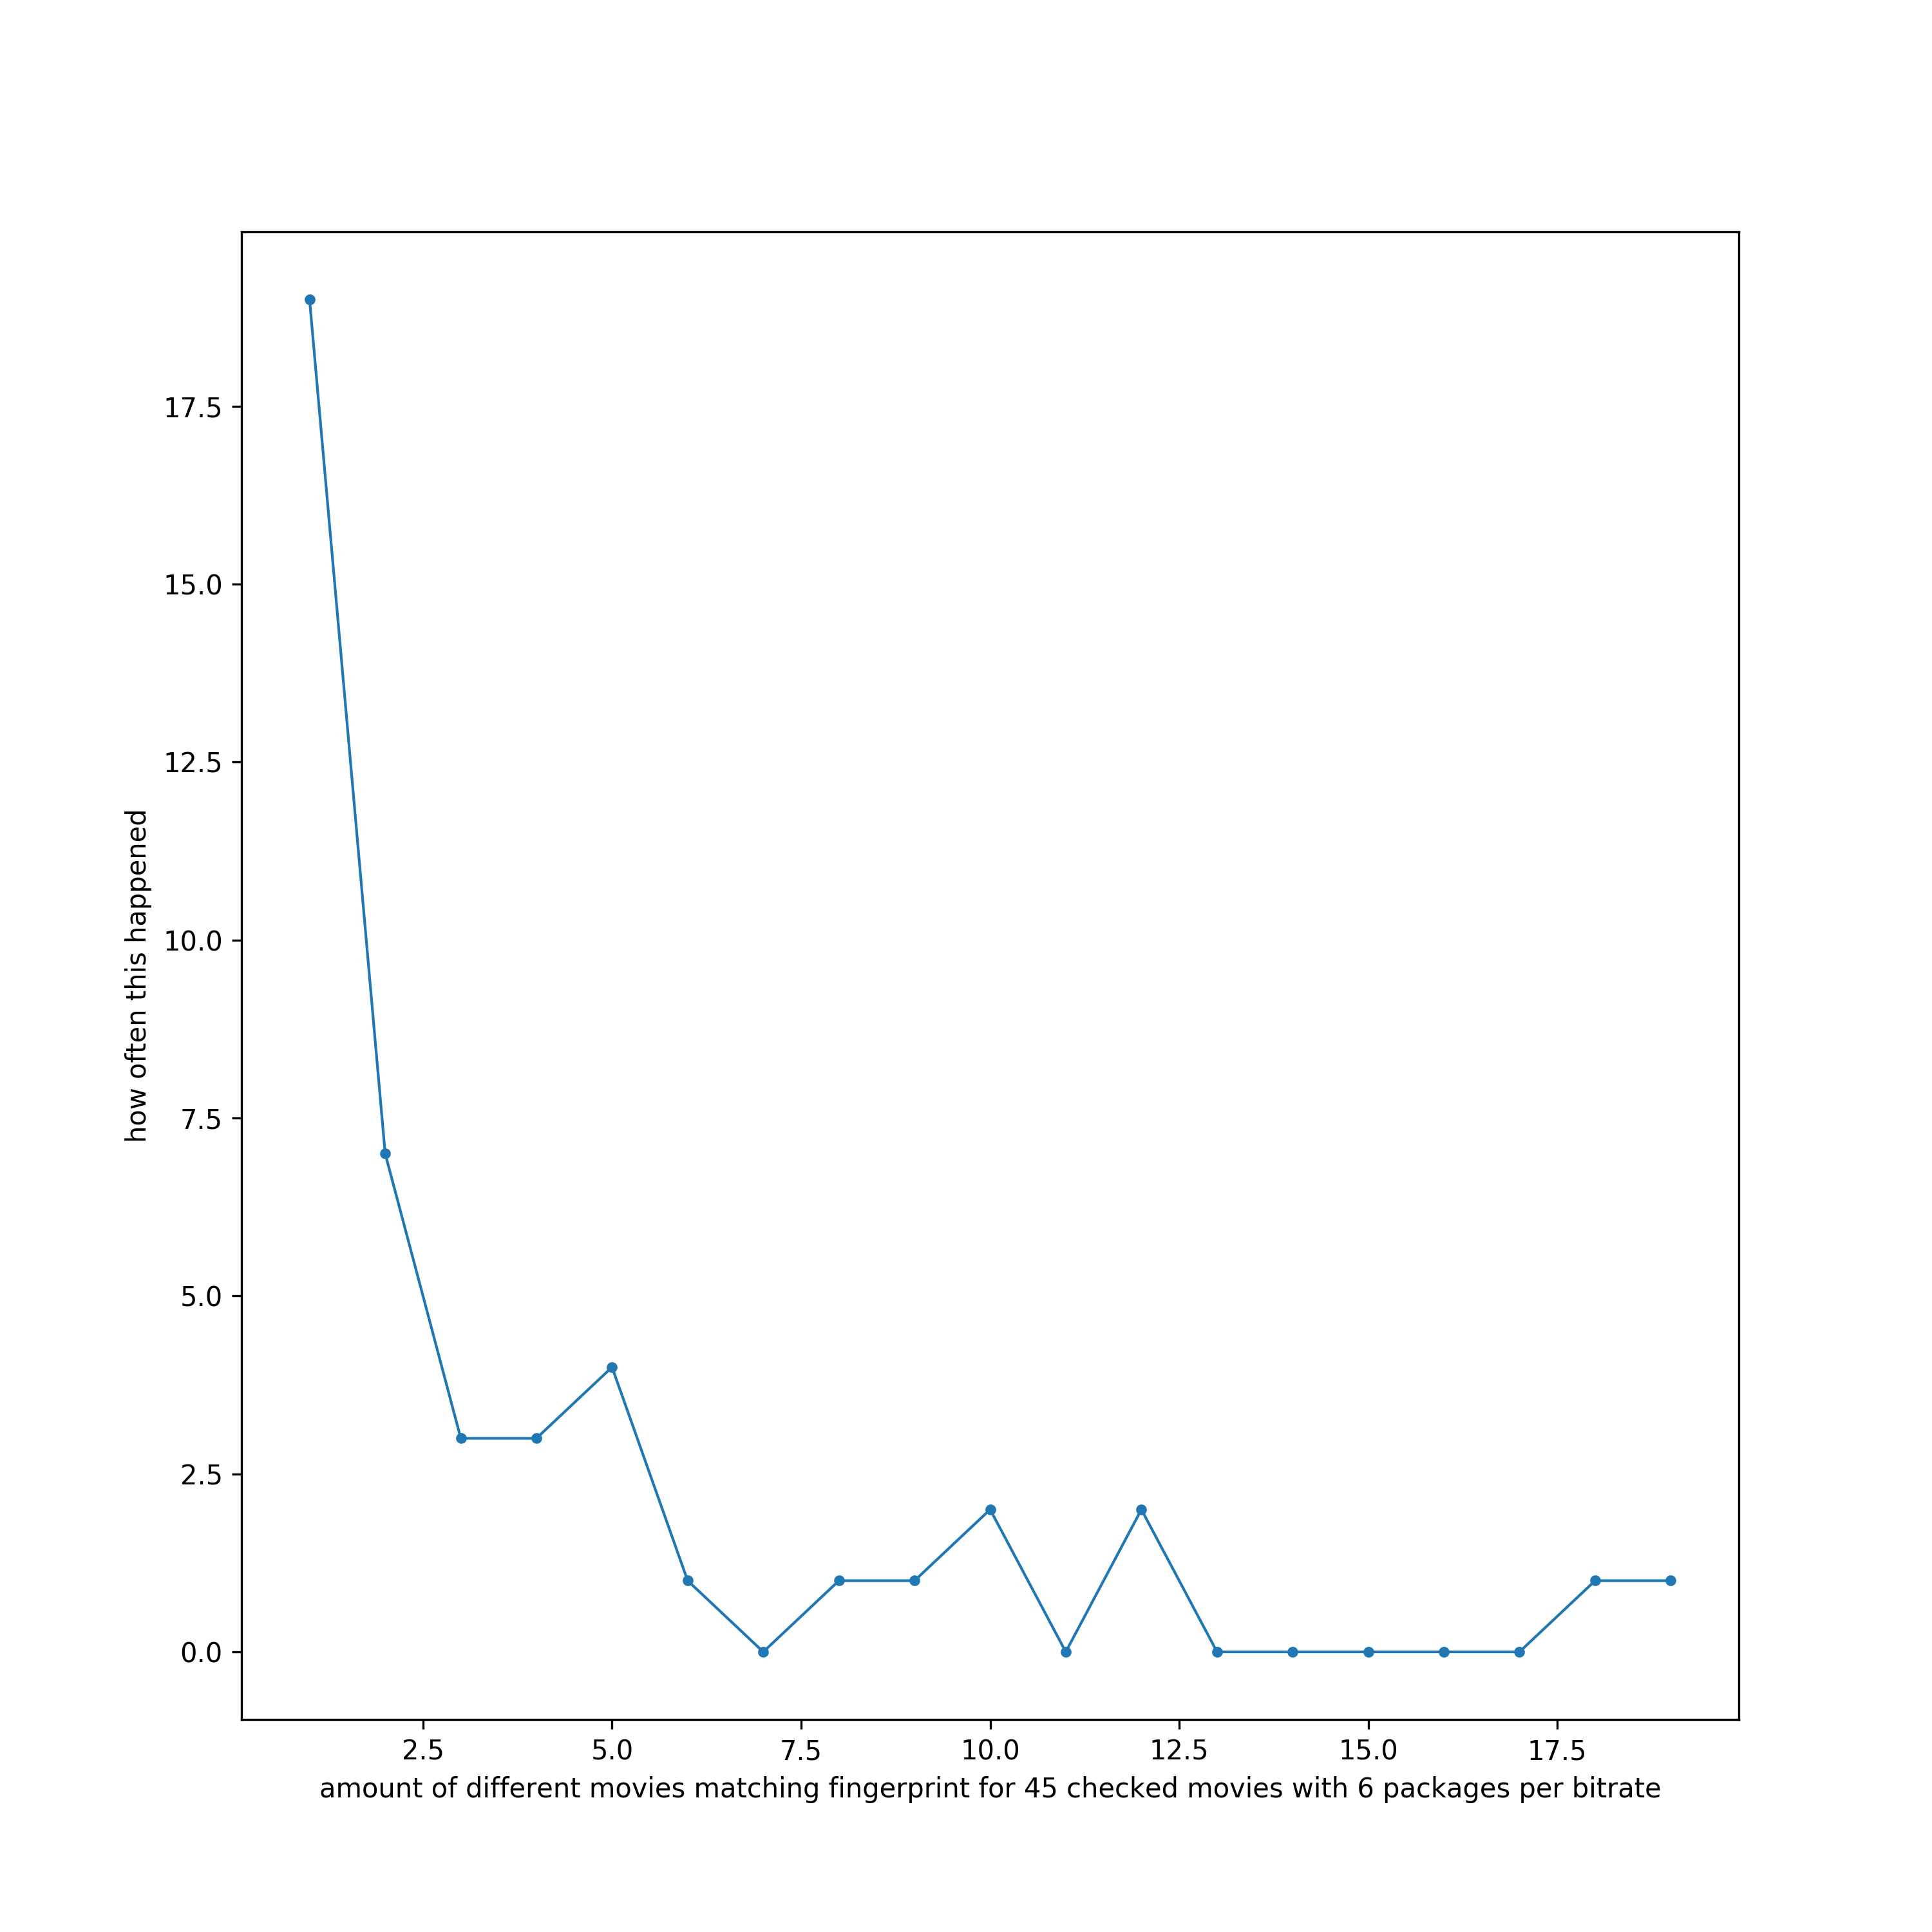 17.5
15.0
12.5
10.0
7.5
5.0
2.5
0.0
how often this happened
2.5 5.0 7.5 10.0 12.5 15.0 17.5
amount of different movies matching fingerprint for 45 checked movies with 6 packages per bitrate